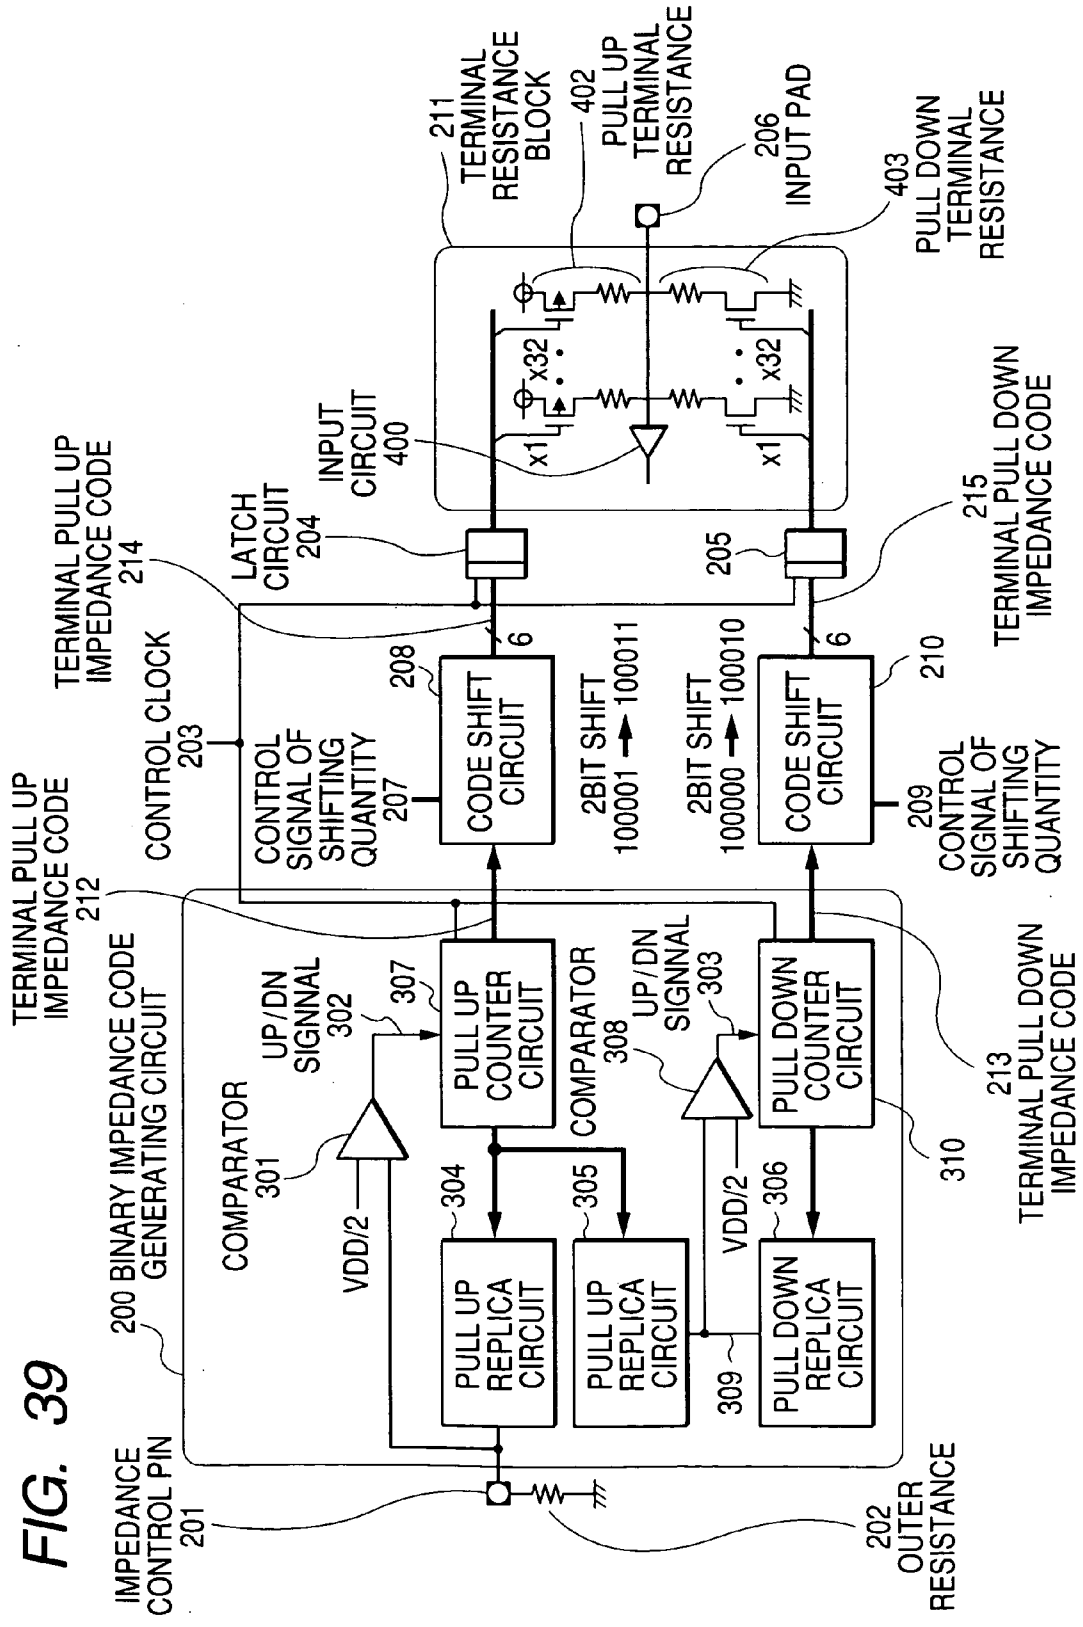 FIG. 39
200 BINARY IMPEDANCE CODE
GENERATING CIRCUIT
IMPEDANCE
CONTROL PIN
201
202
OUTER
RESISTANCE
COMPARATOR
301
VDD/2
UP/DN
SIGNNAL
302
304
PULL UP
REPLICA
CIRCUIT
307
PULL UP
COUNTER
CIRCUIT
305
PULL UP
REPLICA
CIRCUIT
COMPARATOR
308
UP/DN
SIGNNAL
303
VDD/2
309
306
PULL DOWN
REPLICA
CIRCUIT
PULL DOWN
COUNTER
CIRCUIT
310
TERMINAL PULL UP
IMPEDANCE CODE
212
213
TERMINAL PULL DOWN
IMPEDANCE CODE
CONTROL CLOCK
203
CONTROL
SIGNAL OF
SHIFTING
QUANTITY
207
208
CODE SHIFT
CIRCUIT
6
2BIT SHIFT
100001 100011
2BIT SHIFT
100000 100010
CODE SHIFT
CIRCUIT
210
6
209
CONTROL
SIGNAL OF
SHIFTING
QUANTITY
TERMINAL PULL UP
IMPEDANCE CODE
214
LATCH
CIRCUIT
204
205
215
TERMINAL PULL DOWN
IMPEDANCE CODE
INPUT
CIRCUIT
400
x1
x32
x1
x32
211
TERMINAL
RESISTANCE
BLOCK
402
PULL UP
TERMINAL
RESISTANCE
206
INPUT PAD
403
PULL DOWN
TERMINAL
RESISTANCE